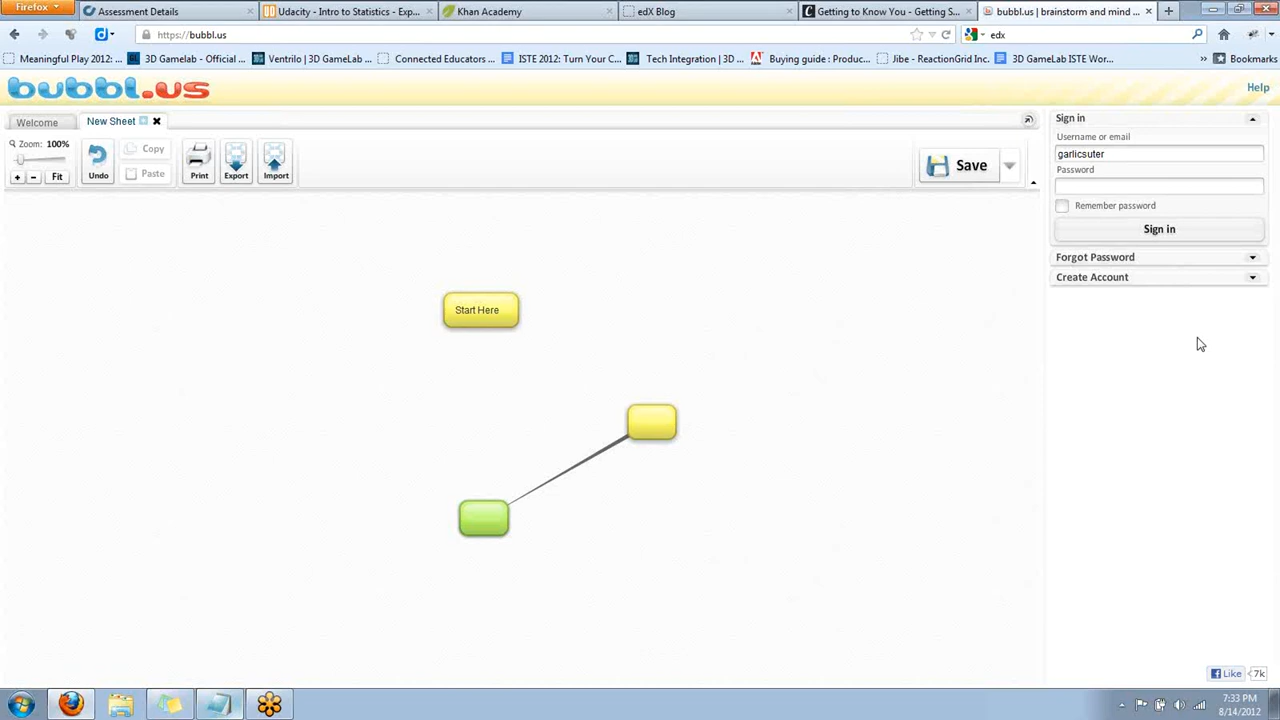 Firefox
Assessment Details
Udacity - Intro to Statistics - Exp...
Khan Academy
edX Blog
Getting to Know You - Getting S...
bubbl.us | brainstorm and mind ...
https://bubbl.us
edx
Meaningful Play 2012: ...
3D Gamelab - Official ...
Ventrilo | 3D GameLab ...
Connected Educators ...
ISTE 2012: Turn Your C...
Tech Integration | 3D ...
Buying guide : Produc...
Jibe - ReactionGrid Inc.
3D GameLab ISTE Wor...
Bookmarks
bubbl.us
Help
Welcome
New Sheet
Zoom: 100%
+
-
Fit
Undo
Copy
Paste
Print
Export
Import
Save
Sign in
Username or email
garlicsuter
Password
Remember password
Sign in
Forgot Password
Create Account
Start Here
Like
7k
7:33 PM
8/14/2012